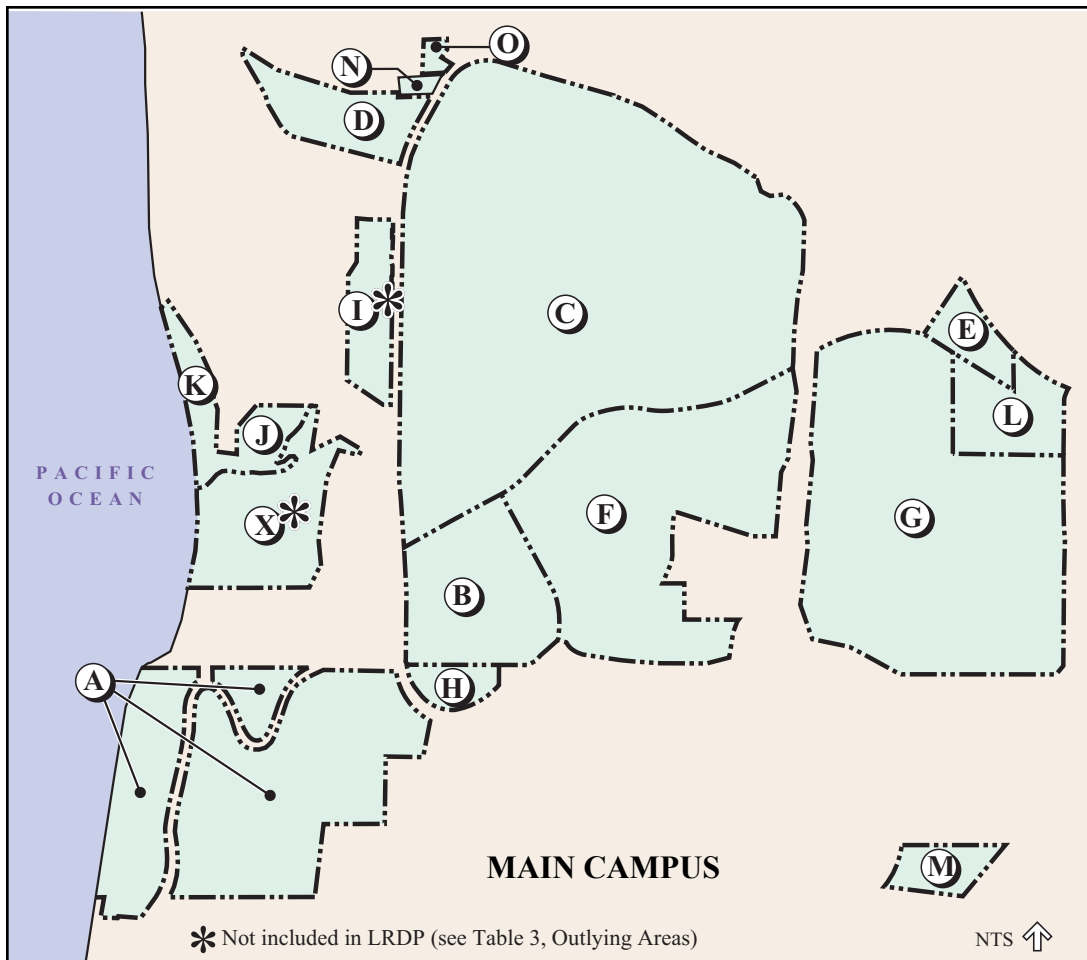 O
N
D
I
*
C
E
K
L
J
PACIFIC
OCEAN
X
*
F
G
B
A
H
MAIN CAMPUS
M
* Not included in LRDP (see Table 3, Outlying Areas)
NTS